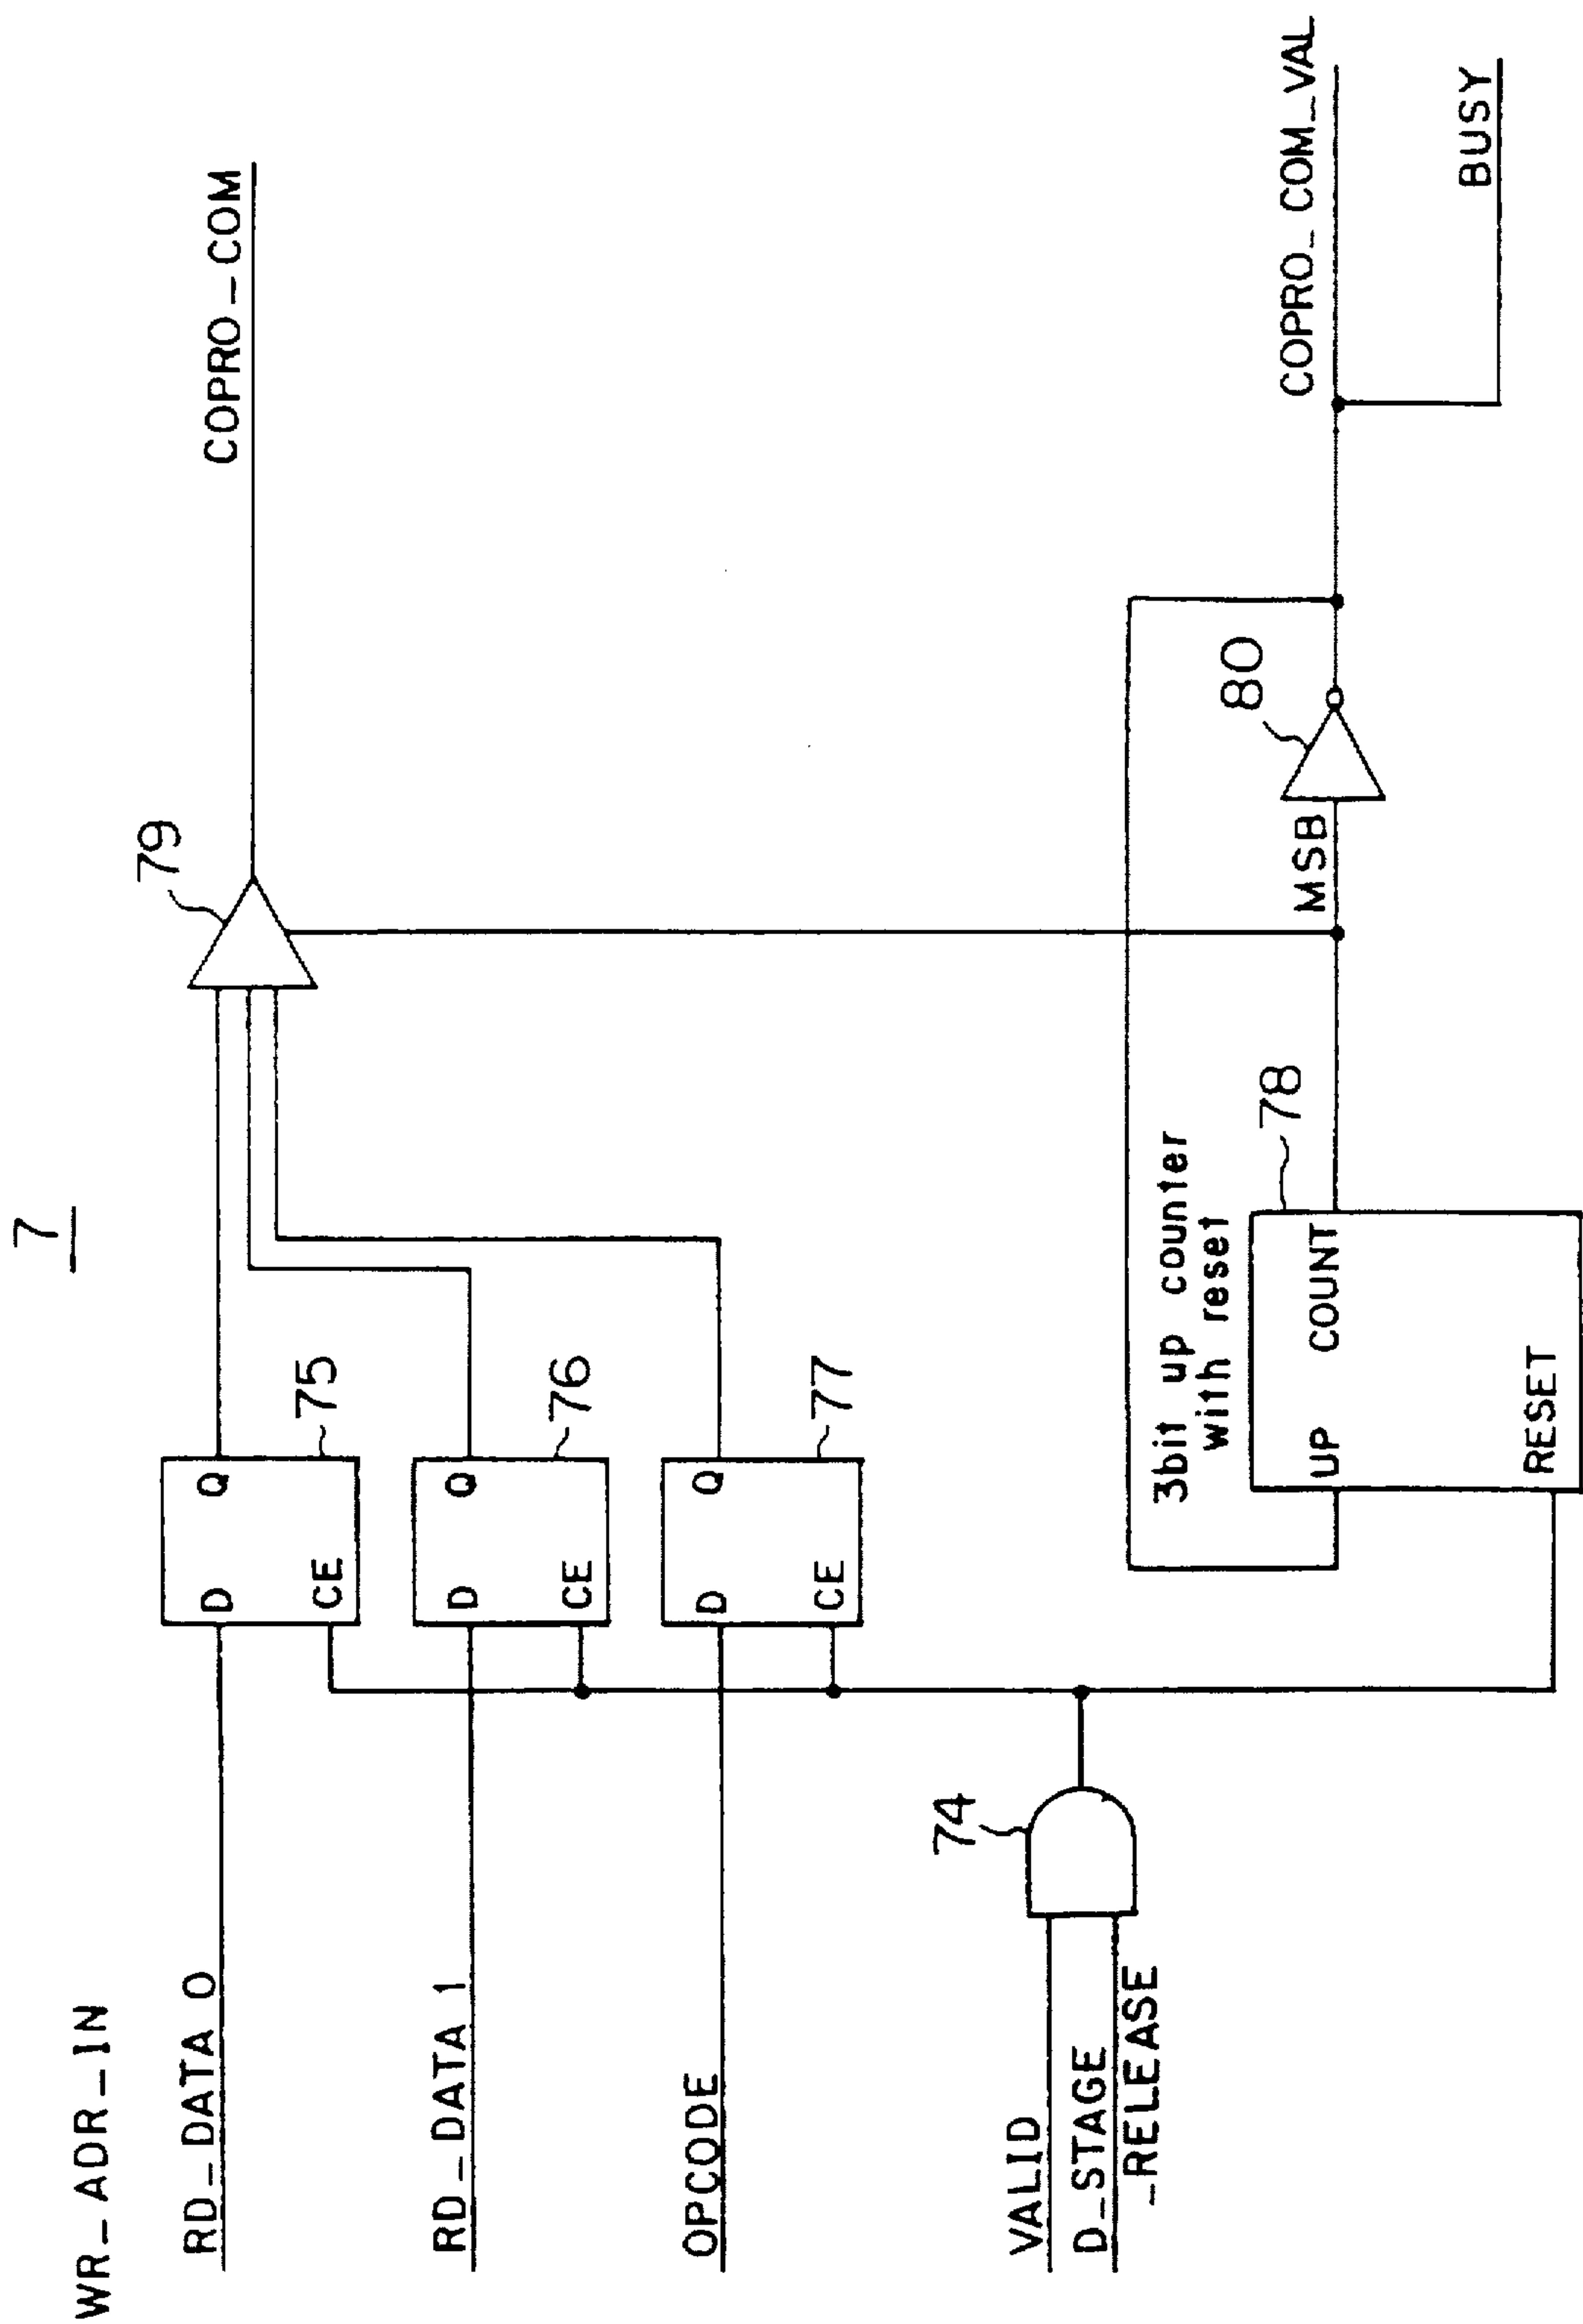 7
WR_ADR_IN
RD_DATA 0
RD_DATA 1
OPCODE
VALID
D_STAGE
_RELEASE
74
D
Q
CE
75
D
Q
CE
76
D
Q
CE
77
3bit up counter
with reset
UP
COUNT
RESET
78
79
MSB
80
COPRO_COM
COPRO_COM_VAL
BUSY